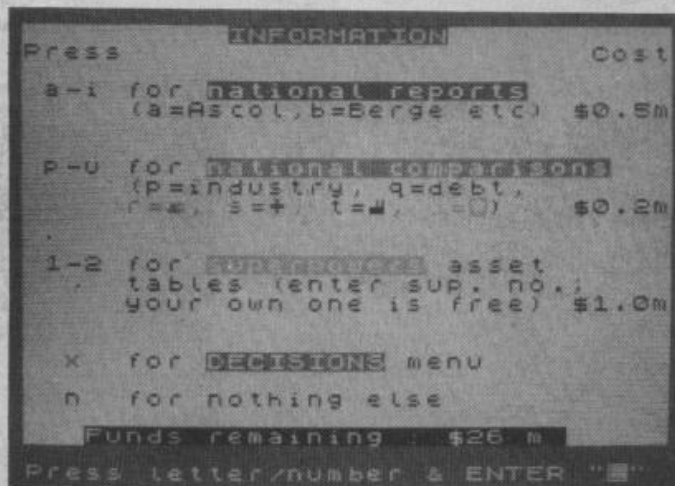 INFORMATION
Press Cost
a-i for national reports
(a=Ascol,b=Berge etc) $0.5m
p-u for national comparisons
(p=industry, q=debt,
r= , s=+, t= , = ) $0.2m
1-2 for superpowers asset
tables (enter sup. no.;
your own one is free) $1.0m
x for DECISIONS menu
n for nothing else
Funds remaining : $26 m
Press letter/number & ENTER " "